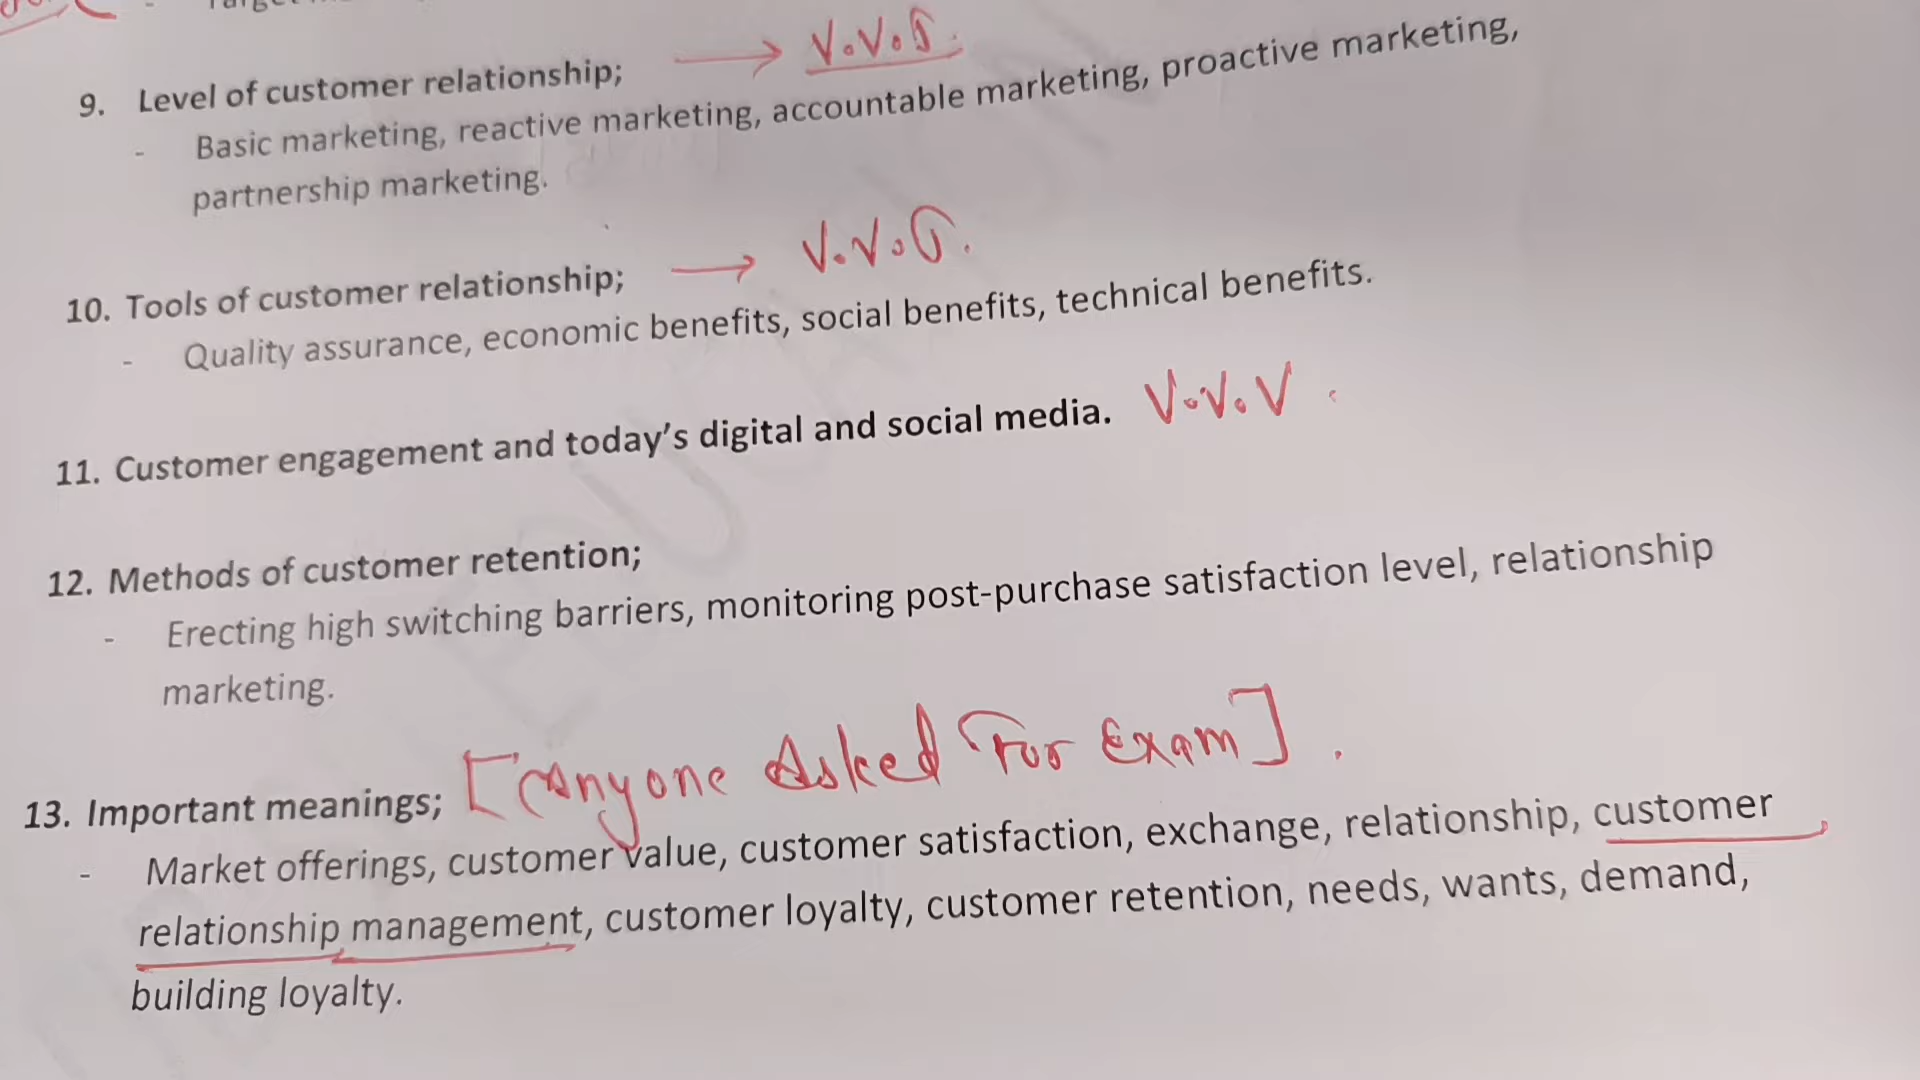 9. Level of customer relationship; → V.V.I.
- Basic marketing, reactive marketing, accountable marketing, proactive marketing,
partnership marketing.
10. Tools of customer relationship; → V.V.I.
- Quality assurance, economic benefits, social benefits, technical benefits.
11. Customer engagement and today's digital and social media. V.V.V.
12. Methods of customer retention;
- Erecting high switching barriers, monitoring post-purchase satisfaction level, relationship
marketing.
13. Important meanings; [Anyone Asked For Exam].
- Market offerings, customer value, customer satisfaction, exchange, relationship, customer
relationship management, customer loyalty, customer retention, needs, wants, demand,
building loyalty.